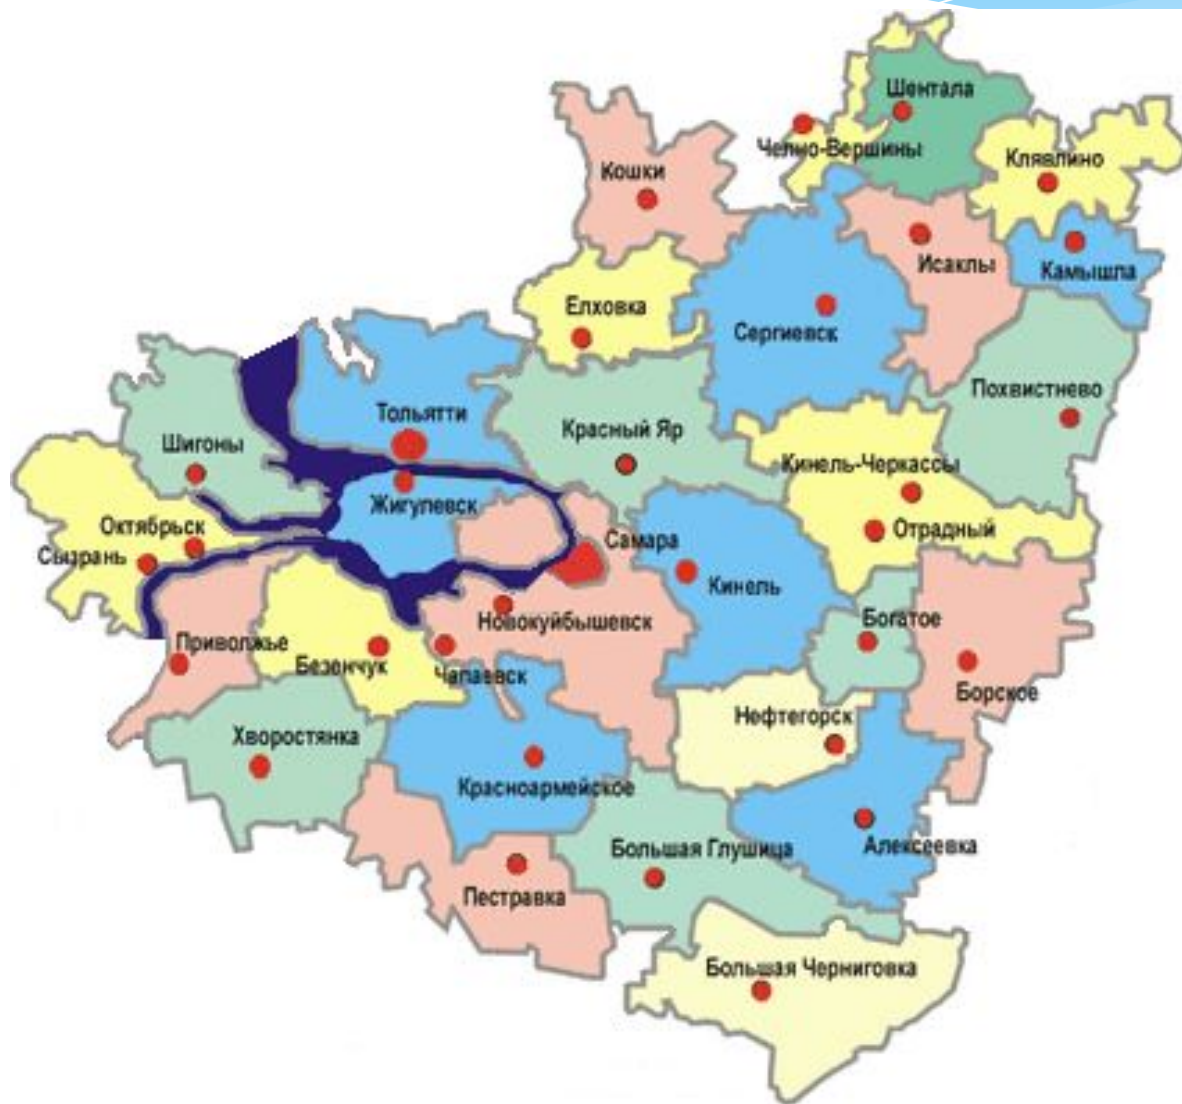 Шентала
Челно-Вершины
Клявлино
Кошки
Исаклы
Камышла
Елховка
Сергиевск
Похвистнево
Тольятти
Красный Яр
Шигоны
Кинель-Черкассы
Жигулевск
Октябрьск
Отрадный
Самара
Сызрань
Кинель
Новокуйбышевск
Богатое
Приволжье
Безенчук
Чапаевск
Борское
Нефтегорск
Хворостянка
Красноармейское
Большая Глушица
Алексеевка
Пестравка
Большая Черниговка